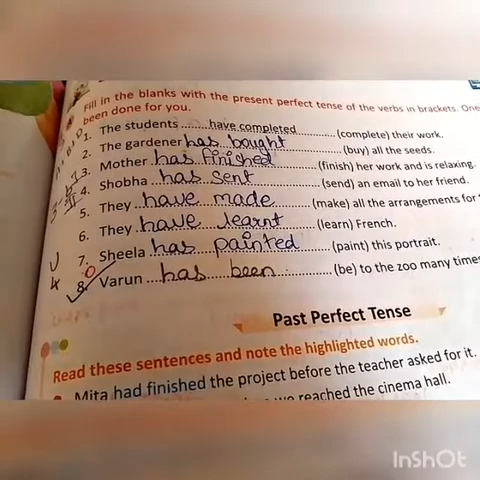 Fill in the blanks with the present perfect tense of the verbs in brackets. One
been done for you.
1. The students ......have completed............ (complete) their work.
2. The gardener has bought ............ (buy) all the seeds.
3. Mother has finished ............ (finish) her work and is relaxing.
4. Shobha ... has sent ............ (send) an email to her friend.
5. They ... have made ............ (make) all the arrangements for
6. They ... have learnt ............ (learn) French.
7. Sheela has painted ............ (paint) this portrait.
8. Varun .... has been ............ (be) to the zoo many time
Past Perfect Tense
Read these sentences and note the highlighted words.
Mita had finished the project before the teacher asked for it.
we reached the cinema hall.
InShOt